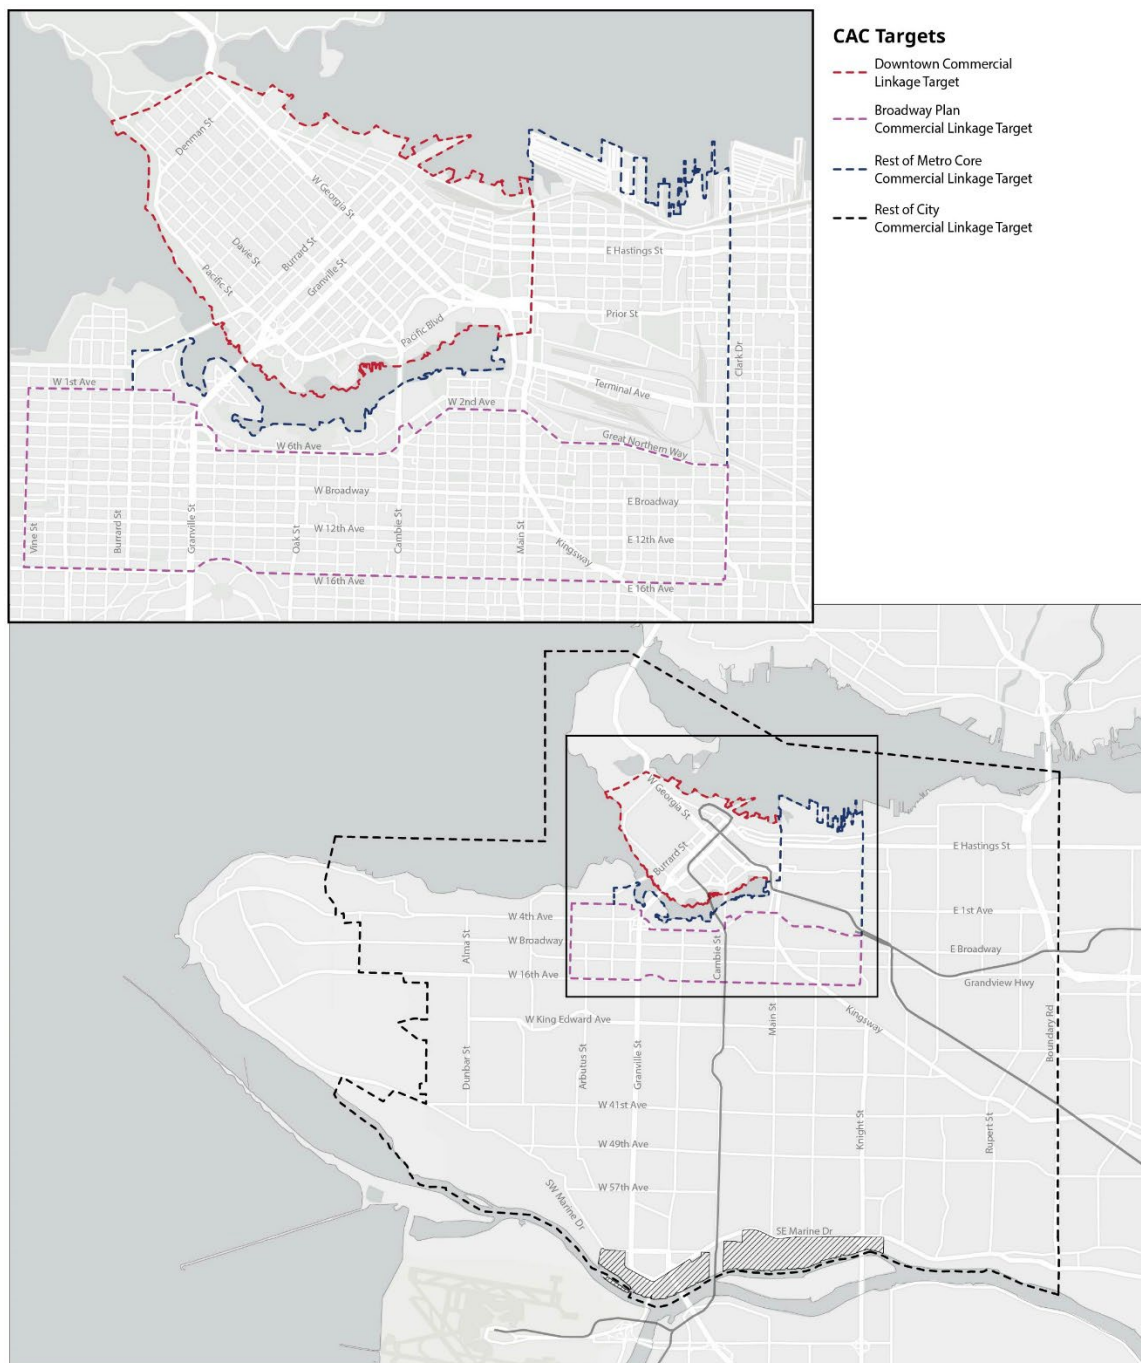 CAC Targets
Downtown Commercial
Linkage Target
Broadway Plan
Commercial Linkage Target
Rest of Metro Core
Commercial Linkage Target
Rest of City
Commercial Linkage Target
Denman St
W Georgia St
Davie St
Burrard St
Granville St
Pacific St
Pacific Blvd
E Hastings St
Prior St
Clark Dr
Terminal Ave
W 1st Ave
W 2nd Ave
Great Northern Way
W 6th Ave
W Broadway
E Broadway
Vine St
Burrard St
Granville St
Oak St
Cambie St
Main St
W 12th Ave
E 12th Ave
Kingsway
W 16th Ave
E 16th Ave
W Georgia St
Burrard St
E Hastings St
W 4th Ave
E 1st Ave
Alma St
W Broadway
Cambie St
E Broadway
W 16th Ave
Grandview Hwy
W King Edward Ave
Main St
Kingsway
Boundary Rd
Dunbar St
Arbutus St
Granville St
W 41st Ave
Knight St
Rupert St
W 49th Ave
W 57th Ave
SW Marine Dr
SE Marine Dr